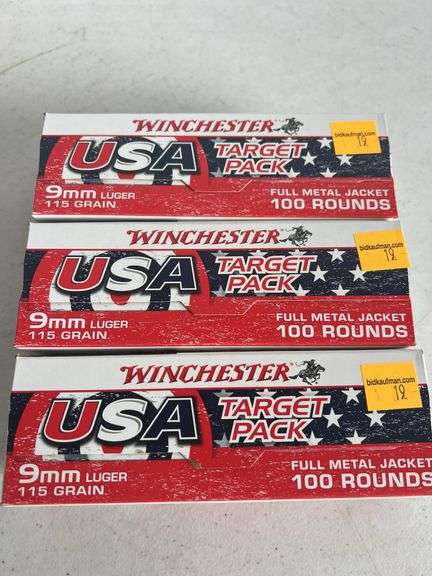 WINCHESTER
bidkaufman.com
12
USA TARGET PACK
9mm LUGER
115 GRAIN
FULL METAL JACKET
100 ROUNDS
WINCHESTER
bidkaufman.com
12
USA TARGET PACK
9mm LUGER
115 GRAIN
FULL METAL JACKET
100 ROUNDS
WINCHESTER
bidkaufman.com
12
USA TARGET PACK
9mm LUGER
115 GRAIN
FULL METAL JACKET
100 ROUNDS